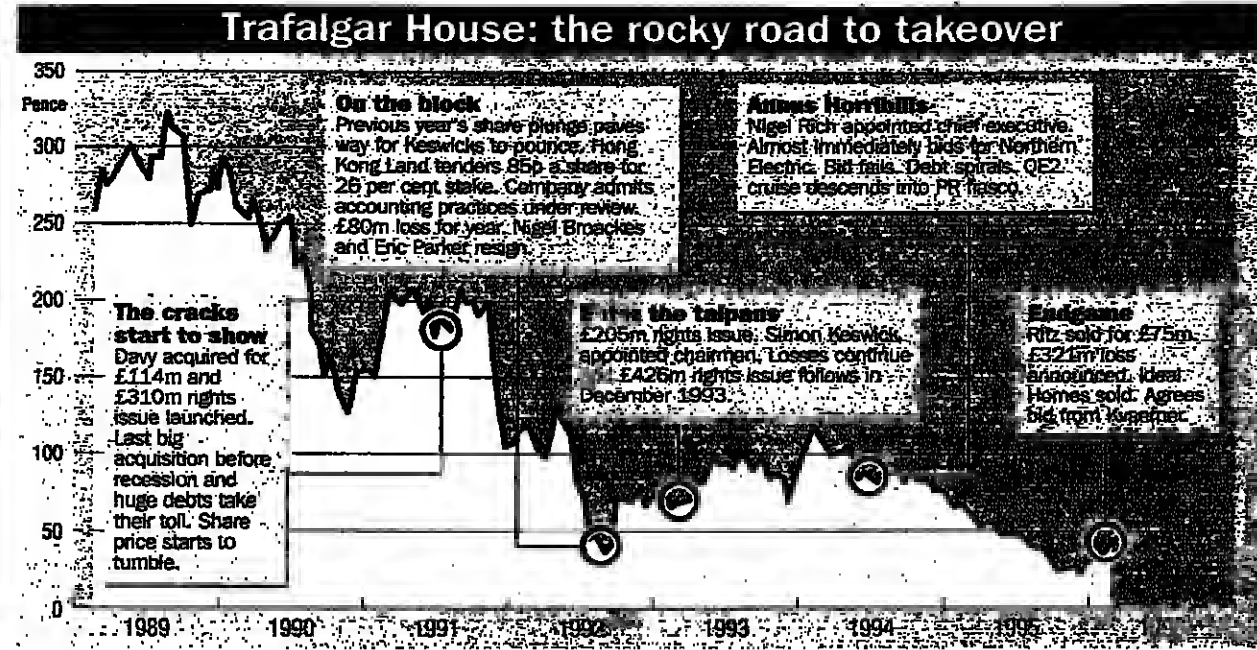 Trafalgar House: the rocky road to takeover
350
Pence
300
250
200
150
100
50
0
On the block
Previous year's share plunge paves
way for Keswicks to pounce. Hong
Kong Land tenders 85p a share for
26 per cent stake. Company admits
accounting practices under review.
£80m loss for year. Nigel Broackes
and Eric Parker resign.
Annus Horribilis
Nigel Rich appointed chief executive.
Almost immediately bids for Northern
Electric. Bid fails. Debt spirals. QE2
cruise descends into PR fiasco.
The cracks
start to show
Davy acquired for
£114m and
£310m rights
issue launched.
Last big
acquisition before
recession and
huge debts take
their toll. Share
price starts to
tumble.
the taipans
£205m rights issue. Simon Keswick
appointed chairman. Losses continue
£426m rights issue follows in
December 1993.
Endgame
Ritz sold for £75m.
£321m loss
announced. Ideal
Homes sold. Agrees
bid from Kvaerner.
1989
1990
1991
1992
1993
1994
1995